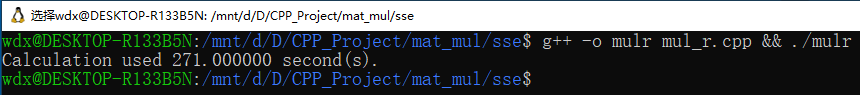 选择wdx@DESKTOP-R133B5N: /mnt/d/D/CPP_Project/mat_mul/sse
wdx@DESKTOP-R133B5N:/mnt/d/D/CPP_Project/mat_mul/sse$ g++ -o mulr mul_r.cpp && ./mulr
Calculation used 271.000000 second(s).
wdx@DESKTOP-R133B5N:/mnt/d/D/CPP_Project/mat_mul/sse$